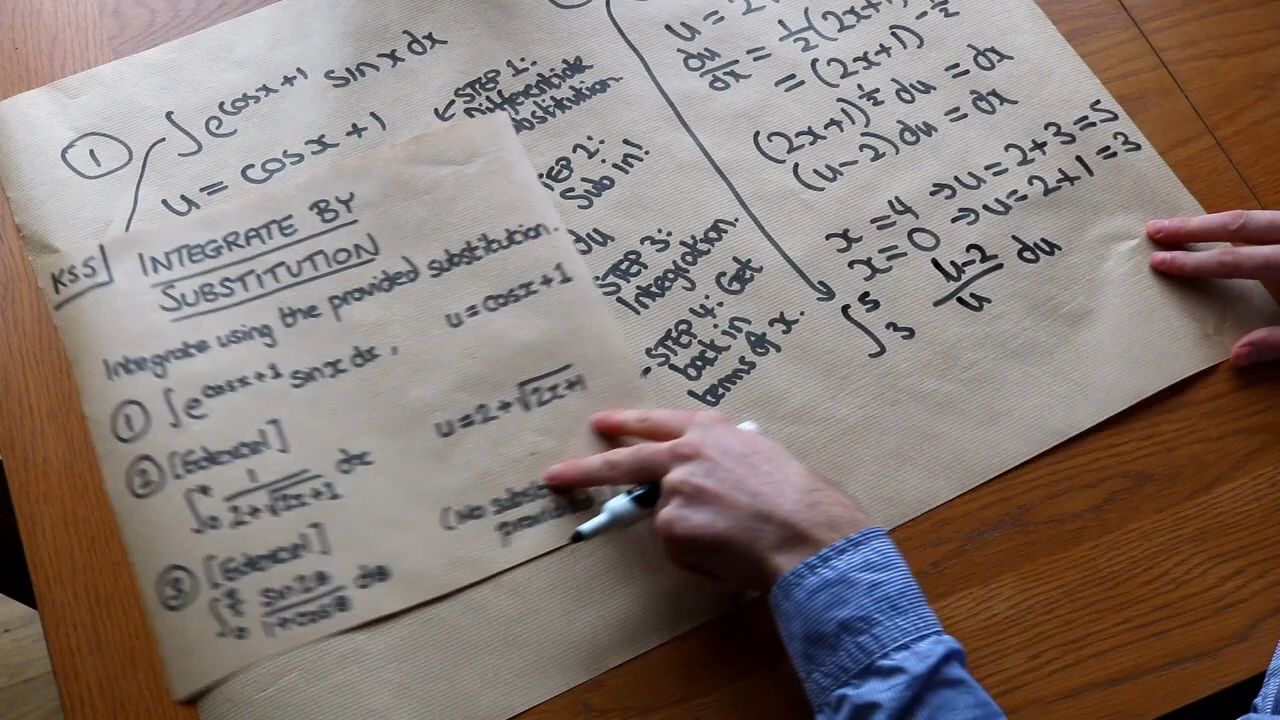 ① ∫e^(cosx+1) sinx dx
u = cosx+1
← STEP 1:
Differentiate
STEP 2:
Sub in!
du
STEP 3:
Integration.
STEP 4: Get
back in
terms of x.
KS5
INTEGRATE BY
SUBSTITUTION
Integrate using the provided substitution.
① ∫e^(cosx+1) sinx dx, u=cosx+1
② [Edexcel]
∫₀⁴ 1/(2+√(2x+1)) dx u=2+√(2x+1)
(No
③ [Edexcel]
∫ sin2θ/(1+cosθ) dθ
du/dx = ½(2x+1)
= (2x+1)^(-½)
(2x+1)^(½) du = dx
(u-2) du = dx
x=4 → u=2+3=5
x=0 → u=2+1=3
∫₃⁵ (u-2)/u du